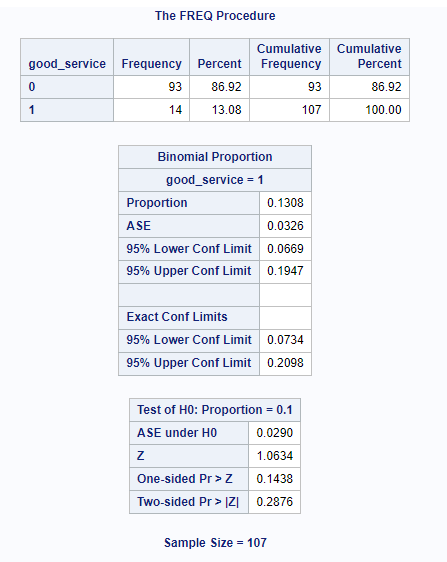 The FREQ Procedure
good_service Frequency Percent Cumulative Frequency Cumulative Percent
0 93 86.92 93 86.92
1 14 13.08 107 100.00
Binomial Proportion
good_service = 1
Proportion 0.1308
ASE 0.0326
95% Lower Conf Limit 0.0669
95% Upper Conf Limit 0.1947
Exact Conf Limits
95% Lower Conf Limit 0.0734
95% Upper Conf Limit 0.2098
Test of H0: Proportion = 0.1
ASE under H0 0.0290
Z 1.0634
One-sided Pr > Z 0.1438
Two-sided Pr > |Z| 0.2876
Sample Size = 107